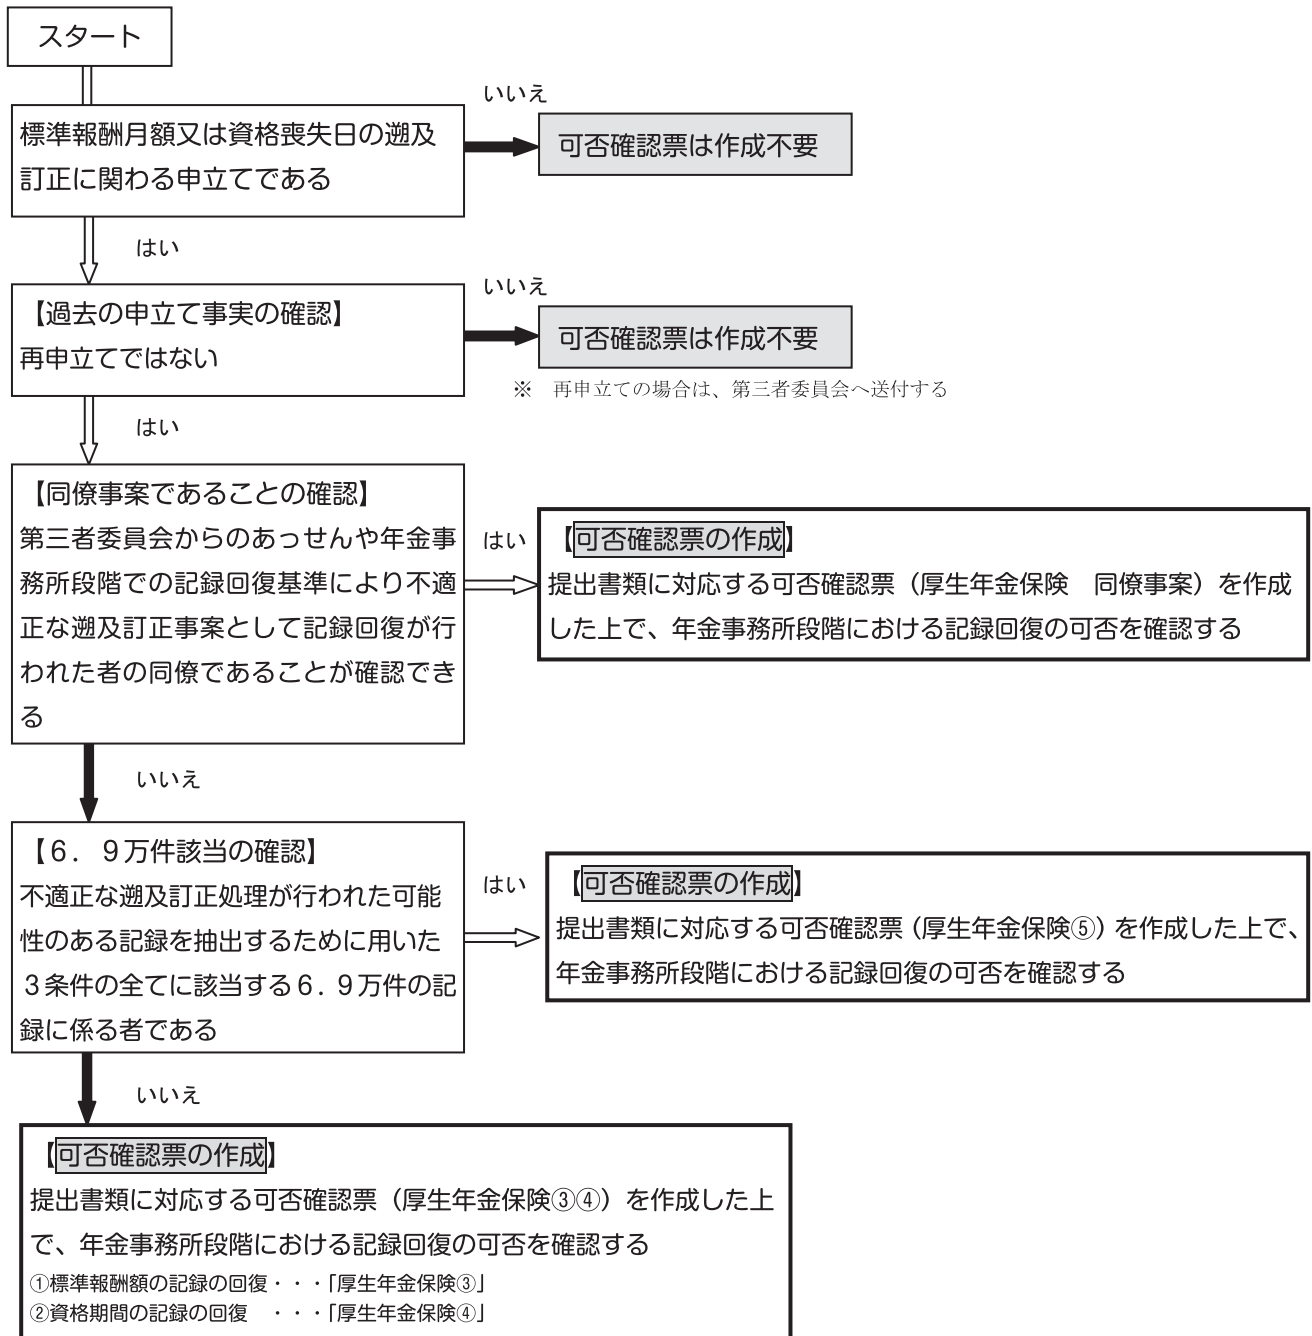 スタート
標準報酬月額又は資格喪失日の遡及
訂正に関わる申立てである
いいえ
可否確認票は作成不要
はい
【過去の申立て事実の確認】
再申立てではない
いいえ
可否確認票は作成不要
※　再申立ての場合は、第三者委員会へ送付する
はい
【同僚事案であることの確認】
第三者委員会からのあっせんや年金事
務所段階での記録回復基準により不適
正な遡及訂正事案として記録回復が行
われた者の同僚であることが確認でき
る
はい
【可否確認票の作成】
提出書類に対応する可否確認票（厚生年金保険　同僚事案）を作成
した上で、年金事務所段階における記録回復の可否を確認する
いいえ
【６．９万件該当の確認】
不適正な遡及訂正処理が行われた可能
性のある記録を抽出するために用いた
３条件の全てに該当する６．９万件の記
録に係る者である
はい
【可否確認票の作成】
提出書類に対応する可否確認票（厚生年金保険⑤）を作成した上で、
年金事務所段階における記録回復の可否を確認する
いいえ
【可否確認票の作成】
提出書類に対応する可否確認票（厚生年金保険③④）を作成した上
で、年金事務所段階における記録回復の可否を確認する
①標準報酬額の記録の回復・・・「厚生年金保険③」
②資格期間の記録の回復　・・・「厚生年金保険④」